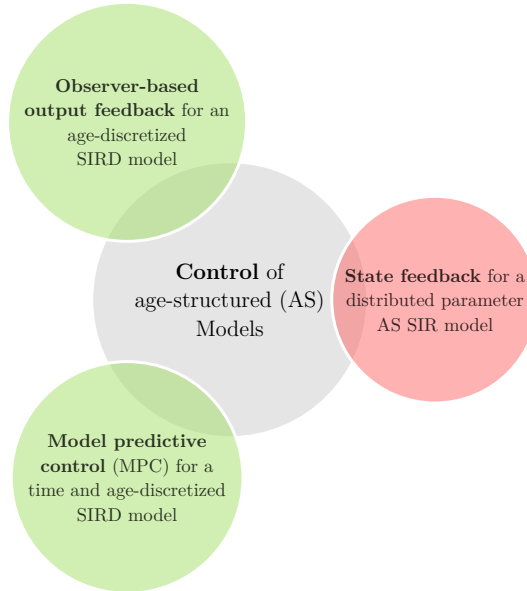 Observer-based
output feedback for an
age-discretized
SIRD model
Control of
age-structured (AS)
Models
State feedback for a
distributed parameter
AS SIR model
Model predictive
control (MPC) for a
time and age-discretized
SIRD model